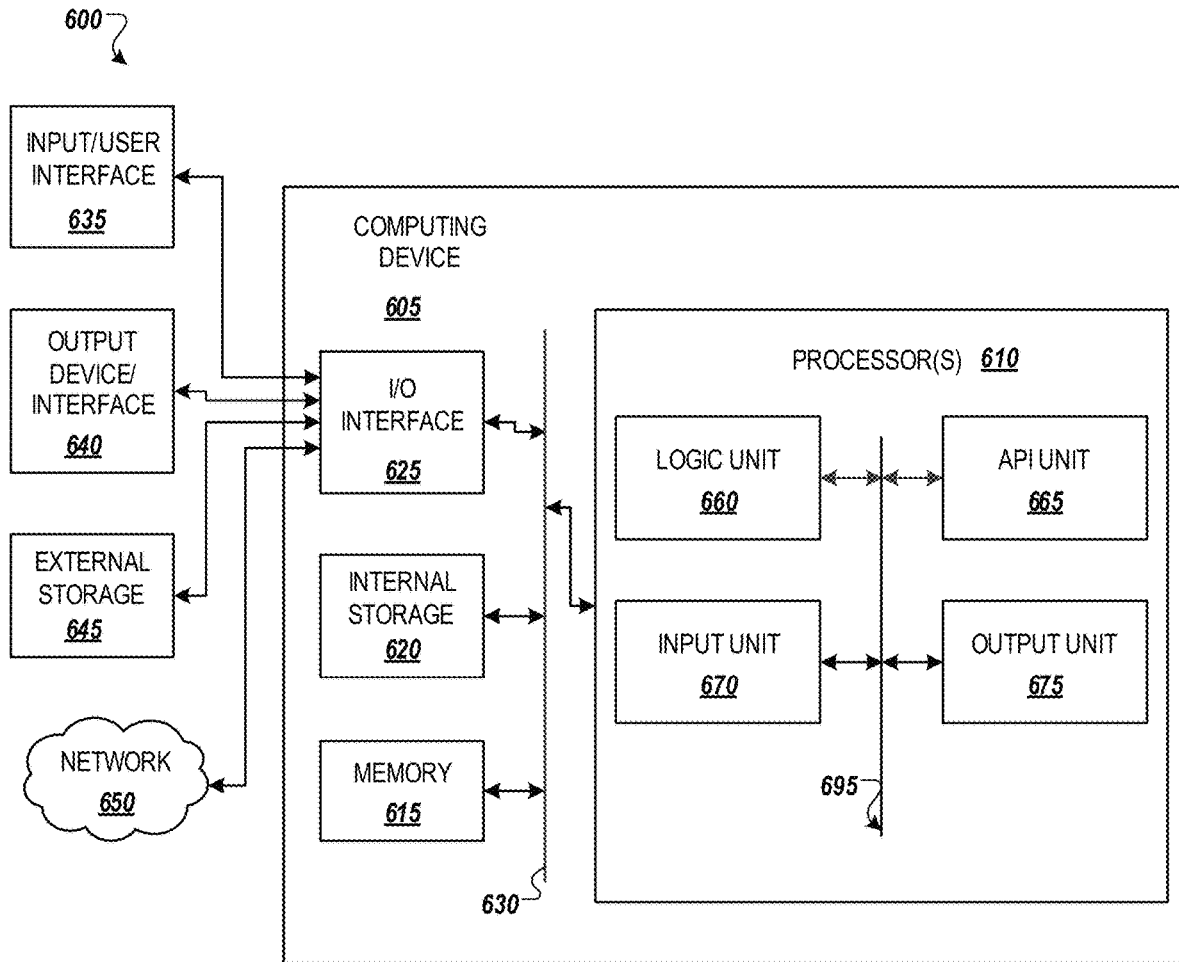 600
INPUT/USER
INTERFACE
635
OUTPUT
DEVICE/
INTERFACE
640
EXTERNAL
STORAGE
645
NETWORK
650
COMPUTING
DEVICE
605
I/O
INTERFACE
625
INTERNAL
STORAGE
620
MEMORY
615
630
PROCESSOR(S) 610
LOGIC UNIT
660
API UNIT
665
INPUT UNIT
670
OUTPUT UNIT
675
695